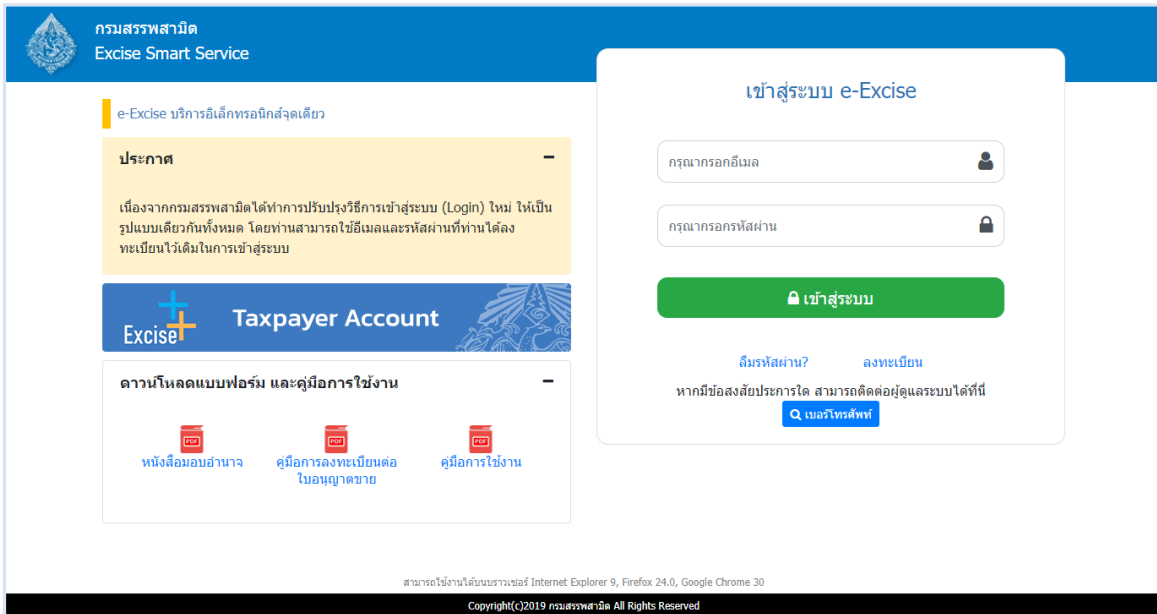 กรมสรรพสามิต
Excise Smart Service
e-Excise บริการอิเล็กทรอนิกส์จุดเดียว
ประกาศ
เนื่องจากกรมสรรพสามิตได้ทำการปรับปรุงวิธีการเข้าสู่ระบบ (Login) ใหม่ ให้เป็น
รูปแบบเดียวกันทั้งหมด โดยท่านสามารถใช้อีเมลและรหัสผ่านที่ท่านได้ลง
ทะเบียนไว้เดิมในการเข้าสู่ระบบ
Excise
Taxpayer Account
ดาวน์โหลดแบบฟอร์ม และคู่มือการใช้งาน
PDF
PDF
PDF
หนังสือมอบอำนาจ
คู่มือการลงทะเบียนต่อ
ใบอนุญาตขาย
คู่มือการใช้งาน
เข้าสู่ระบบ e-Excise
กรุณากรอกอีเมล
กรุณากรอกรหัสผ่าน
เข้าสู่ระบบ
ลืมรหัสผ่าน?
ลงทะเบียน
หากมีข้อสงสัยประการใด สามารถติดต่อผู้ดูแลระบบได้ที่นี่
เบอร์โทรศัพท์
สามารถใช้งานได้บนบราวเซอร์ Internet Explorer 9, Firefox 24.0, Google Chrome 30
Copyright(c)2019 กรมสรรพสามิต All Rights Reserved